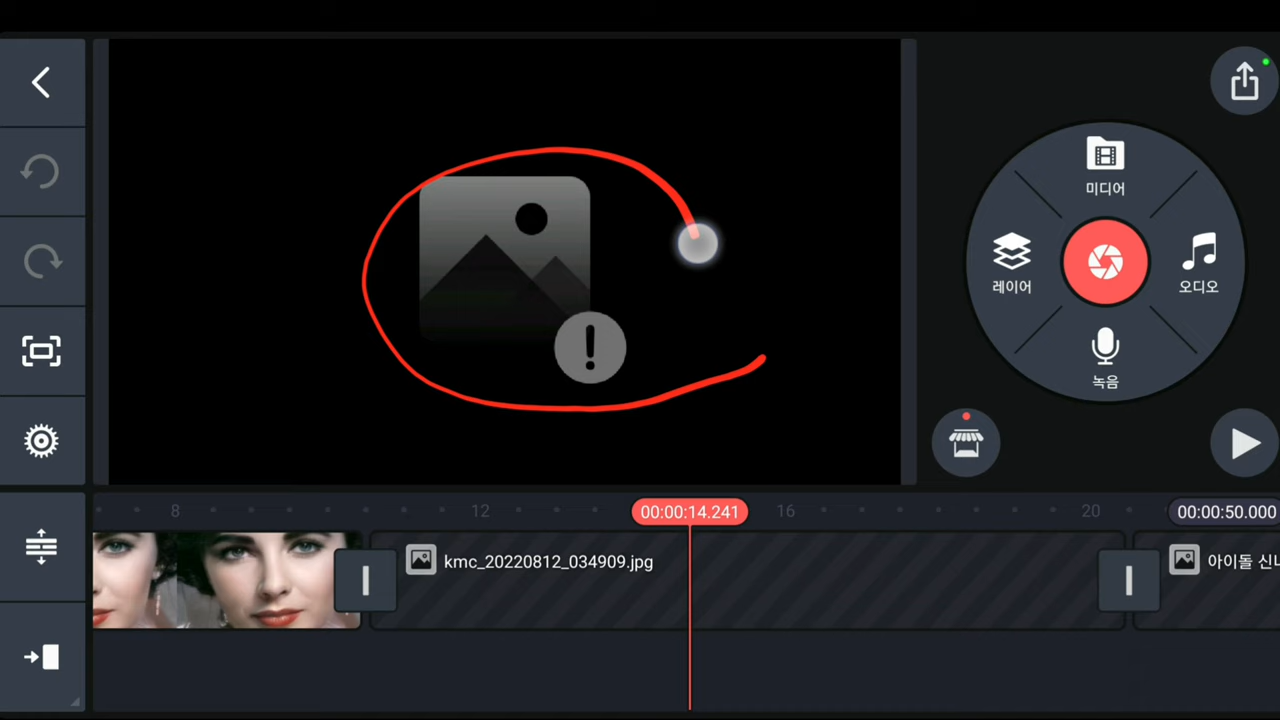 미디어
레이어
오디오
녹음
8
12
00:00:14.241
16
20
00:00:50.000
kmc_20220812_034909.jpg
아이돌 신